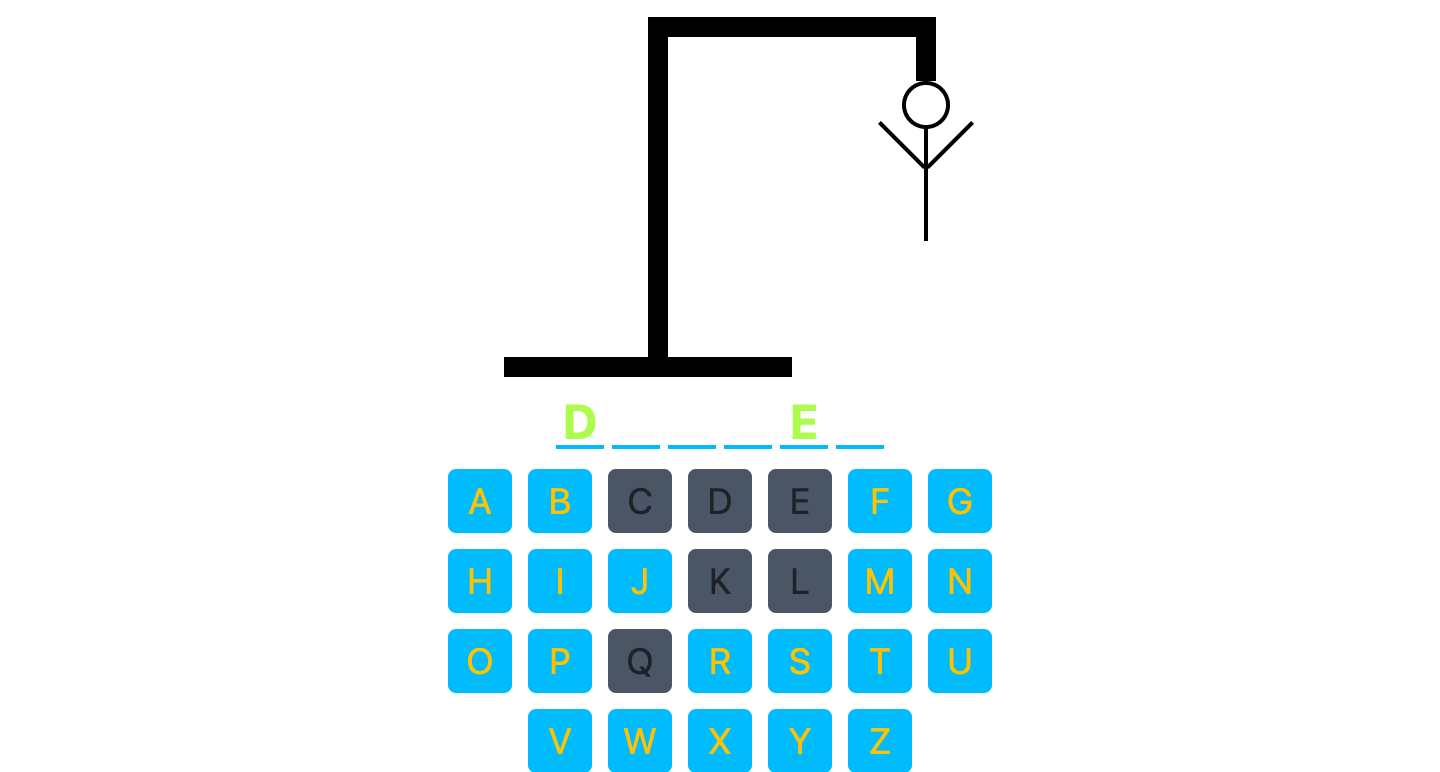 D _ _ _ E _
A B C D E F G
H I J K L M N
O P Q R S T U
V W X Y Z